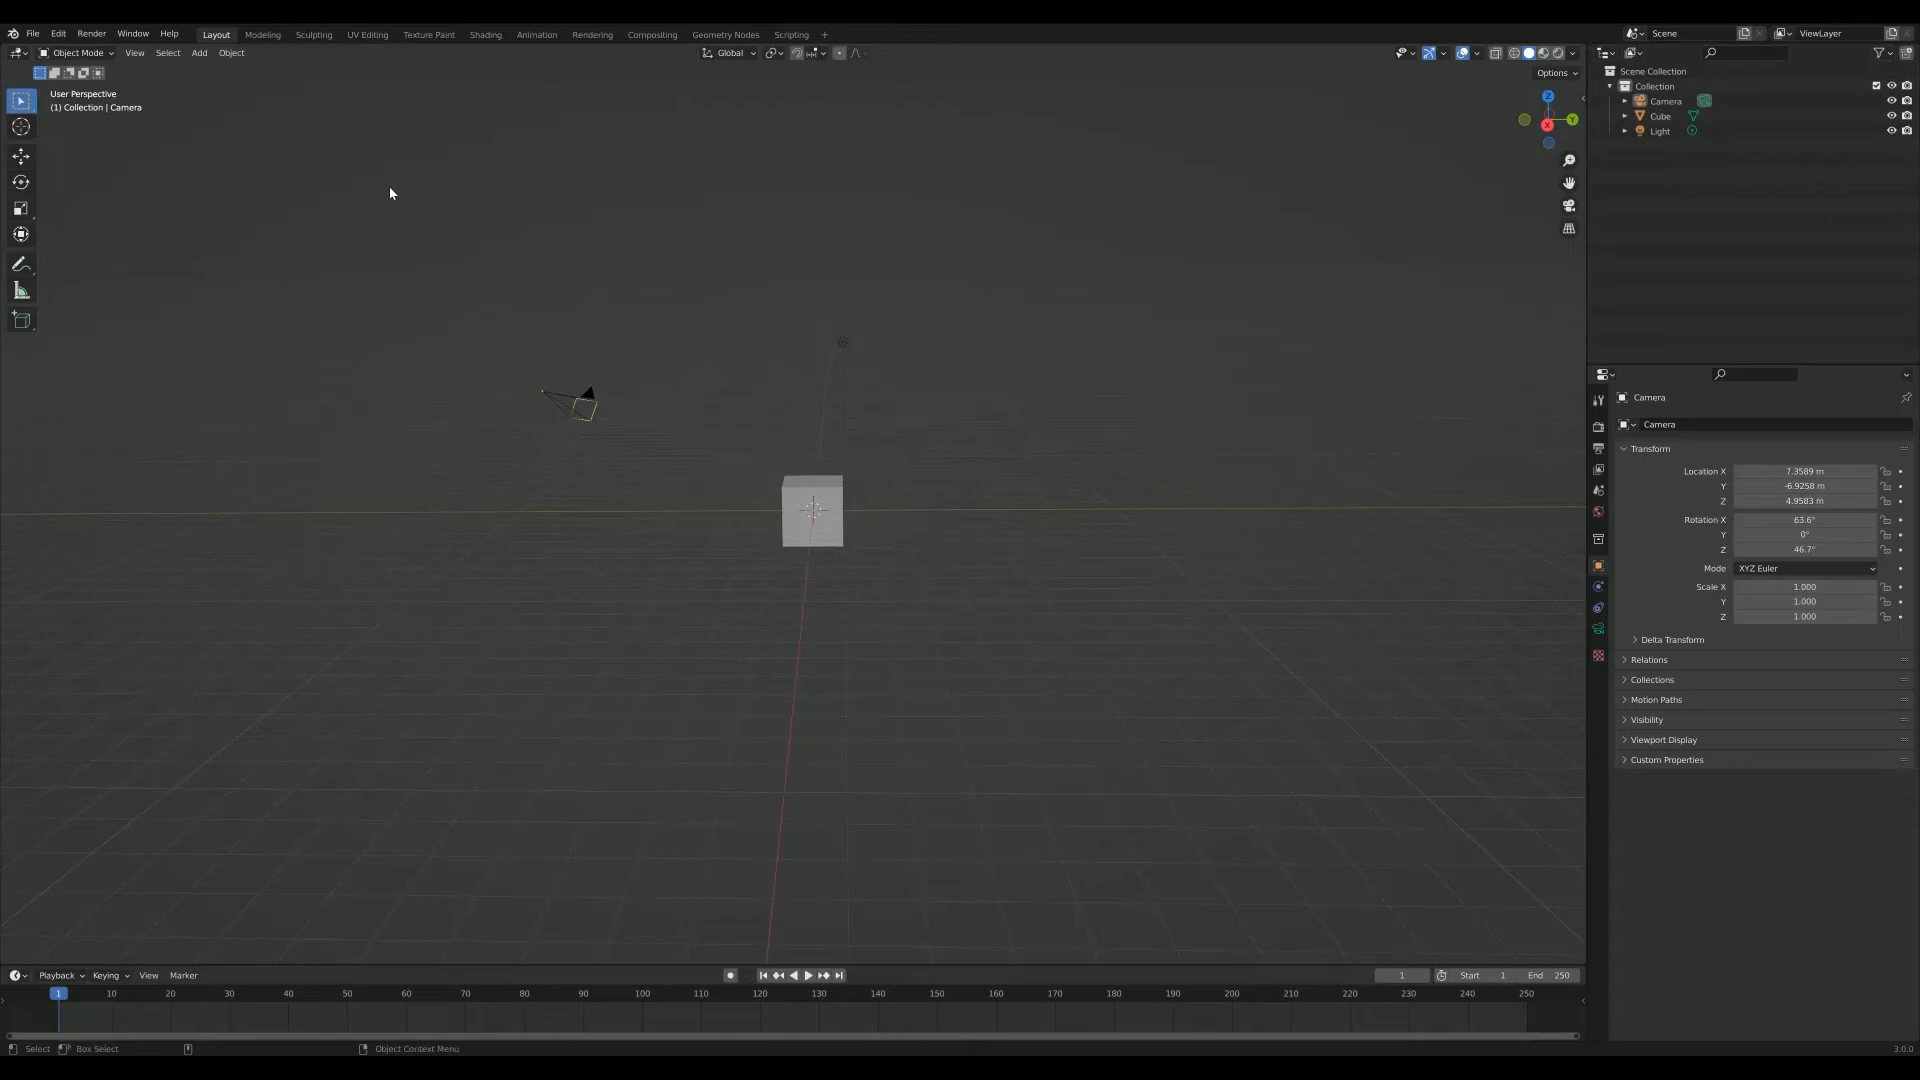 File Edit Render Window Help Layout Modeling Sculpting UV Editing Texture Paint Shading Animation Rendering Compositing Geometry Nodes Scripting + Scene ViewLayer
Object Mode View Select Add Object Global
Options
User Perspective
(1) Collection | Camera
Z
Y
X
Scene Collection
Collection
Camera
Cube
Light
Camera
Camera
Transform
Location X 7.3589 m
Y -6.9258 m
Z 4.9583 m
Rotation X 63.6°
Y 0°
Z 46.7°
Mode XYZ Euler
Scale X 1.000
Y 1.000
Z 1.000
Delta Transform
Relations
Collections
Motion Paths
Visibility
Viewport Display
Custom Properties
Playback Keying View Marker 1 Start 1 End 250
1 10 20 30 40 50 60 70 80 90 100 110 120 130 140 150 160 170 180 190 200 210 220 230 240 250
Select Box Select Object Context Menu 3.0.0